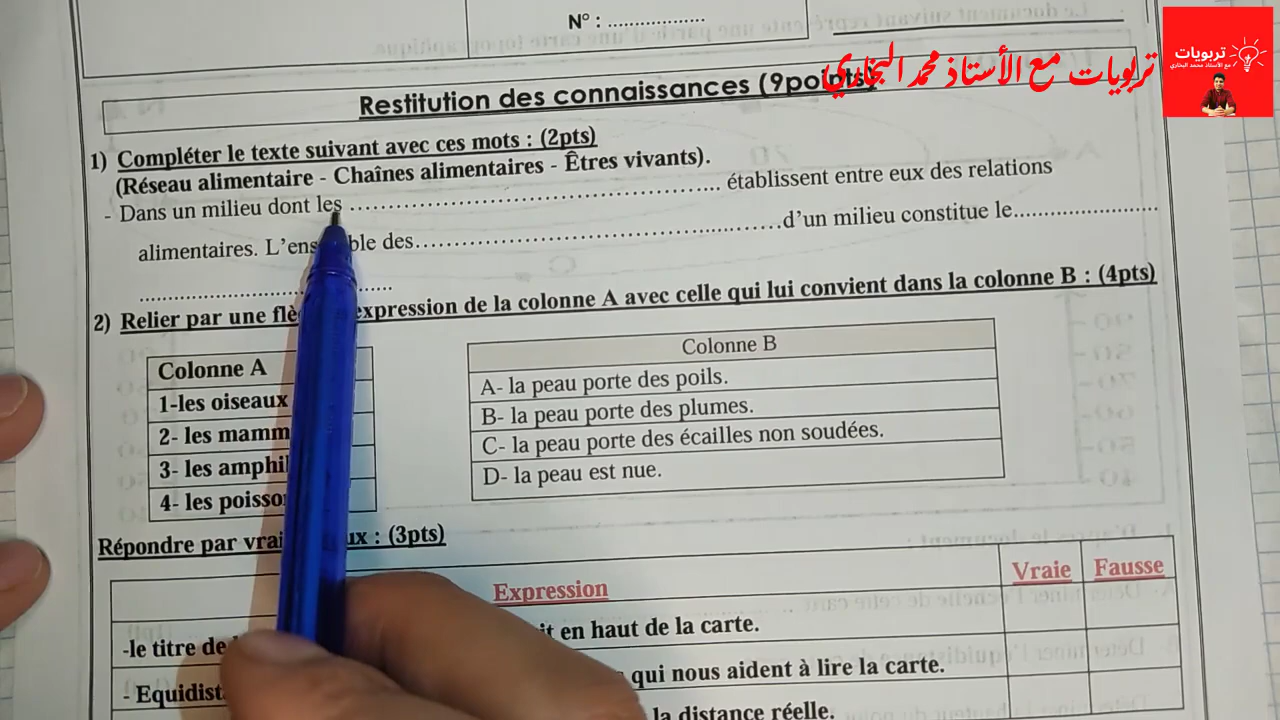 N° : ..................
تربويات مع الأستاذ محمد البخاري
تربويات
مع الأستاذ محمد البخاري
Restitution des connaissances (9points)
1) Compléter le texte suivant avec ces mots : (2pts)
(Réseau alimentaire - Chaînes alimentaires - Êtres vivants).
- Dans un milieu dont les ................................................ établissent entre eux des relations
alimentaires. L'ens ble des................................................d'un milieu constitue le........................
............................................
2) Relier par une flè expression de la colonne A avec celle qui lui convient dans la colonne B : (4pts)
Colonne A
1-les oiseaux
2- les mamm
3- les amphi
4- les poisso
Colonne B
A- la peau porte des poils.
B- la peau porte des plumes.
C- la peau porte des écailles non soudées.
D- la peau est nue.
Répondre par vrai ux : (3pts)
Expression
Vraie
Fausse
-le titre de it en haut de la carte.
- Equidist qui nous aident à lire la carte.
la distance réelle.